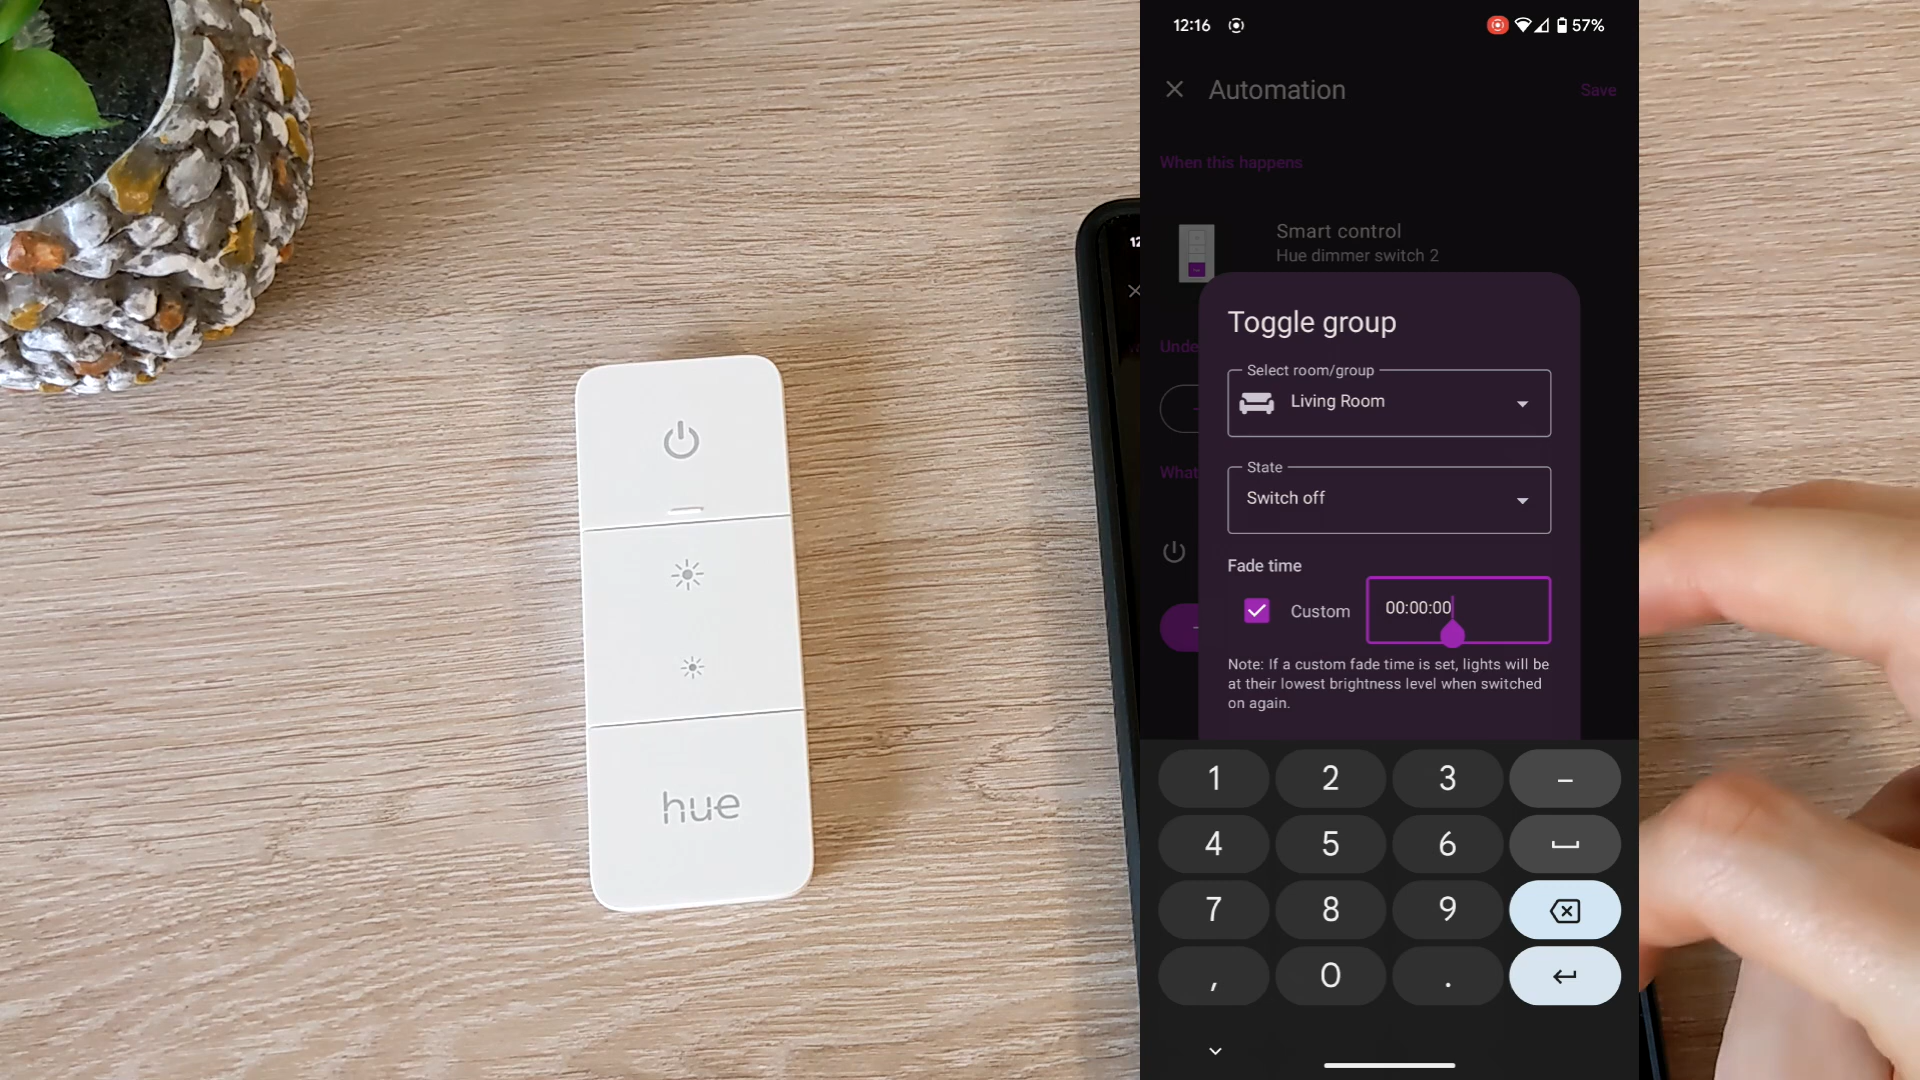 12:16
57%
Automation
Save
When this happens
Smart control
Hue dimmer switch 2
Toggle group
Unde
Select room/group
Living Room
What
State
Switch off
Fade time
Custom
00:00:00
Note: If a custom fade time is set, lights will be
at their lowest brightness level when switched
on again.
1 2 3 –
4 5 6
7 8 9
, 0 .
hue
12